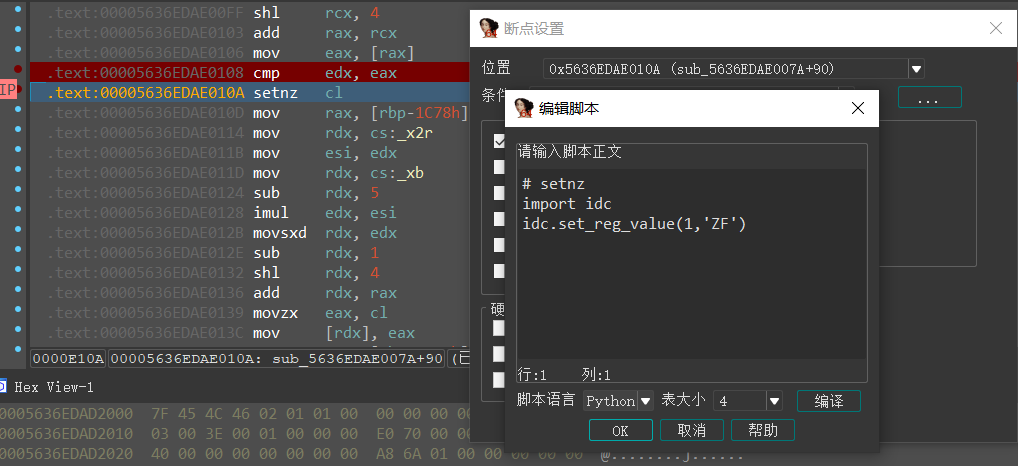 .text:00005636EDAE00FF shl rcx, 4
.text:00005636EDAE0103 add rax, rcx
.text:00005636EDAE0106 mov eax, [rax]
.text:00005636EDAE0108 cmp edx, eax
IP .text:00005636EDAE010A setnz cl
.text:00005636EDAE010D mov rax, [rbp-1C78h]
.text:00005636EDAE0114 mov rdx, cs:_x2r
.text:00005636EDAE011B mov esi, edx
.text:00005636EDAE011D mov rdx, cs:_xb
.text:00005636EDAE0124 sub rdx, 5
.text:00005636EDAE0128 imul edx, esi
.text:00005636EDAE012B movsxd rdx, edx
.text:00005636EDAE012E sub rdx, 1
.text:00005636EDAE0132 shl rdx, 4
.text:00005636EDAE0136 add rdx, rax
.text:00005636EDAE0139 movzx eax, cl
.text:00005636EDAE013C mov [rdx], eax
0000E10A 00005636EDAE010A: sub_5636EDAE007A+90
Hex View-1
0005636EDAD2000 7F 45 4C 46 02 01 01 00 00 00 00 00
0005636EDAD2010 03 00 3E 00 01 00 00 00 E0 70 00 00
0005636EDAD2020 40 00 00 00 00 00 00 00 A8 6A 01 00 00 00 00 00 @........j......
断点设置
位置 0x5636EDAE010A (sub_5636EDAE007A+90)
条件
...
硬
编辑脚本
请输入脚本正文
# setnz
import idc
idc.set_reg_value(1,'ZF')
行:1 列:1
脚本语言 Python 表大小 4 编译
OK 取消 帮助